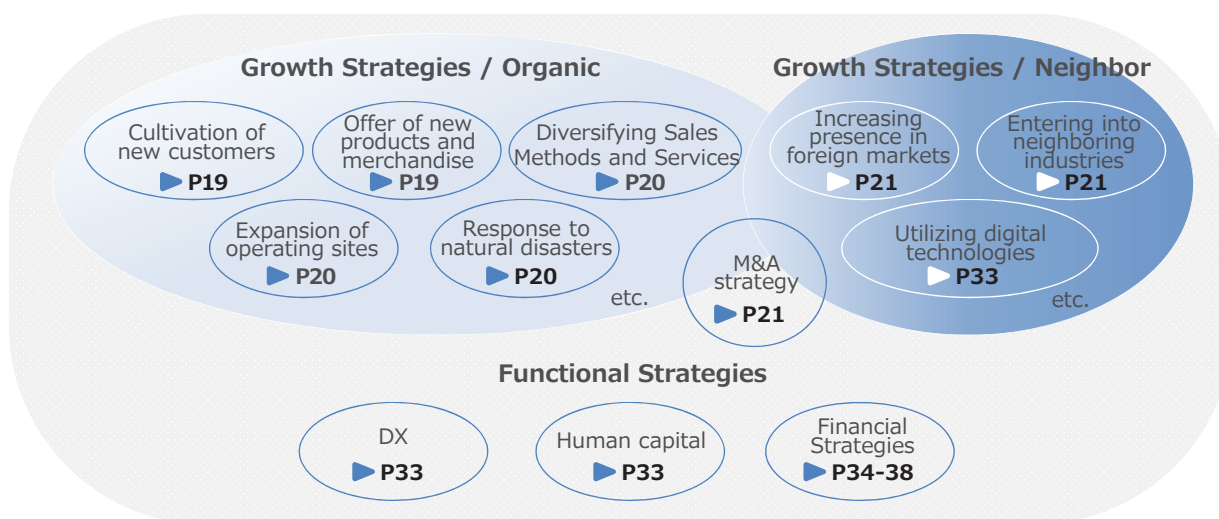 Growth Strategies / Organic
Cultivation of
new customers
P19
Offer of new
products and
merchandise
P19
Diversifying Sales
Methods and Services
P20
Expansion of
operating sites
P20
Response to
natural disasters
P20
etc.
M&A
strategy
P21
Growth Strategies / Neighbor
Increasing
presence in
foreign markets
P21
Entering into
neighboring
industries
P21
Utilizing digital
technologies
P33
etc.
Functional Strategies
DX
P33
Human capital
P33
Financial
Strategies
P34-38